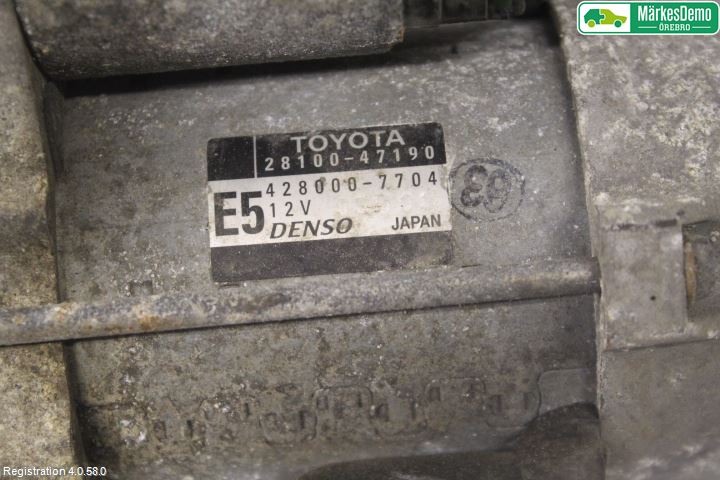 MärkesDemo
ÖREBRO
TOYOTA
28100-47190
428000-7704
E5
12V
DENSO JAPAN
Registration 4.0.58.0